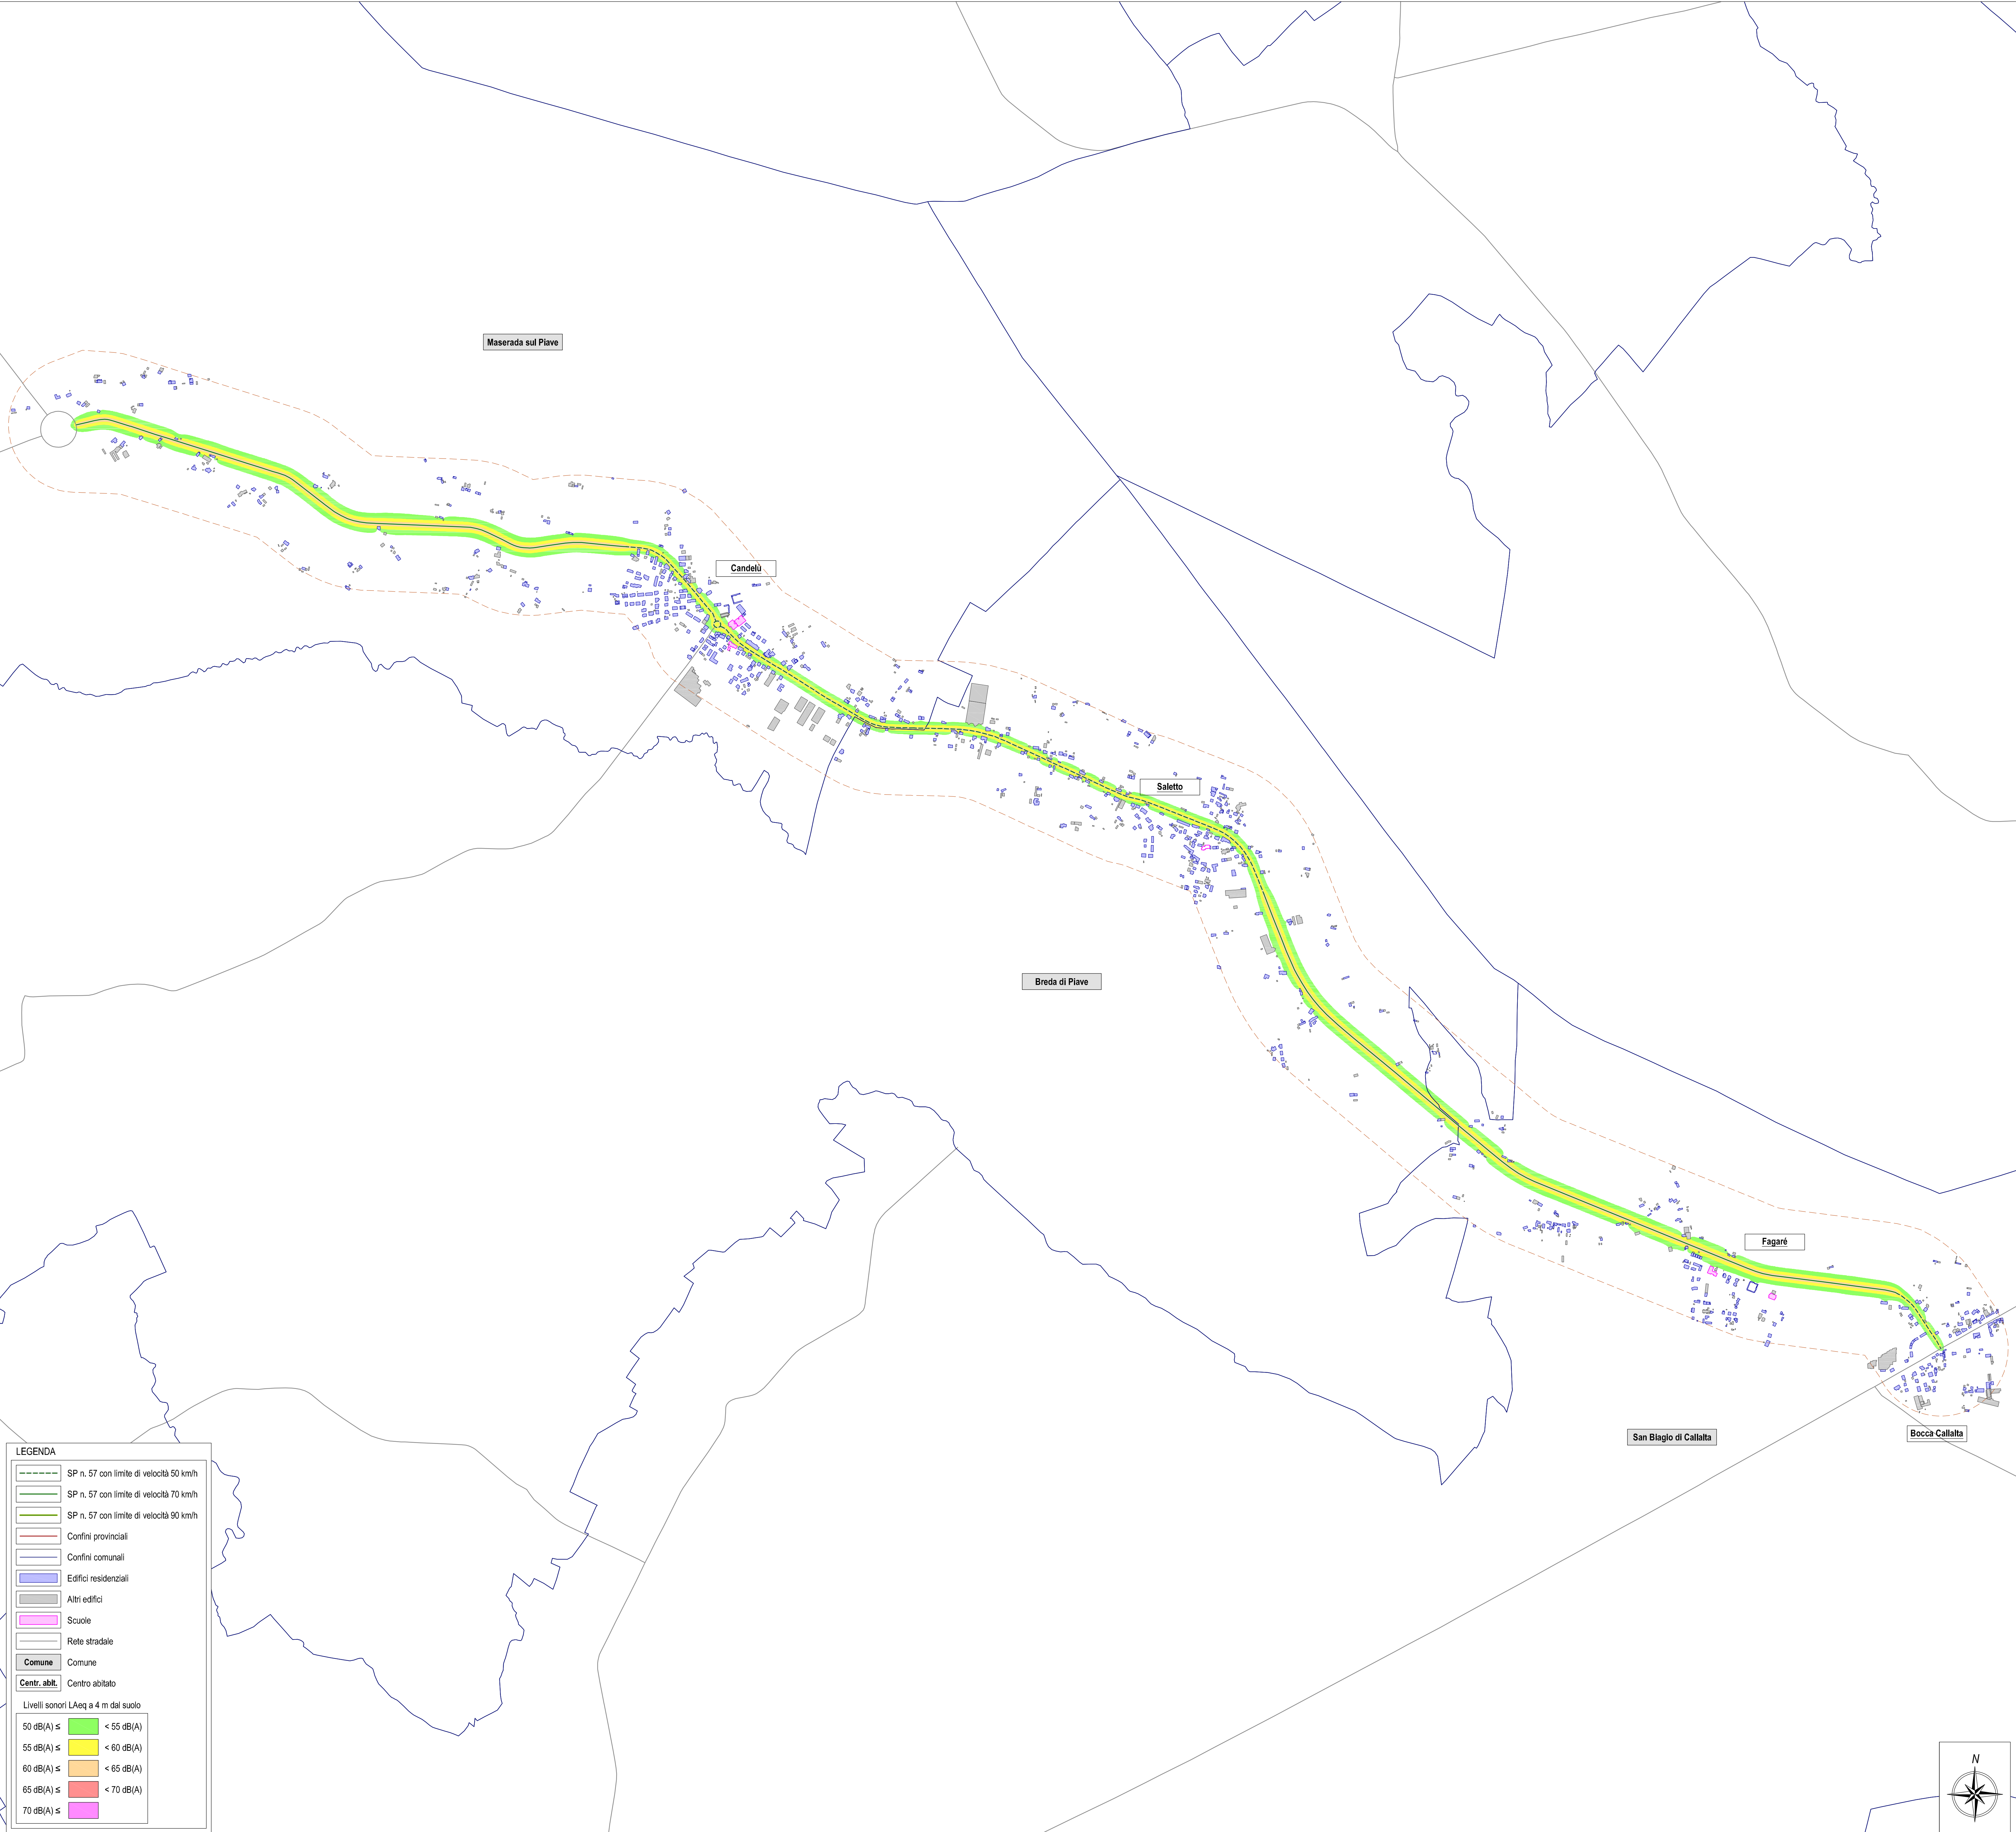 Maserada sul Piave
Candelù
Saletto
Breda di Piave
Fagaré
San Biagio di Callalta
Bocca Callalta
LEGENDA
SP n. 57 con limite di velocità 50 km/h
SP n. 57 con limite di velocità 70 km/h
SP n. 57 con limite di velocità 90 km/h
Confini provinciali
Confini comunali
Edifici residenziali
Altri edifici
Scuole
Rete stradale
Comune Comune
Centr. abit. Centro abitato
Livelli sonori LAeq a 4 m dal suolo
50 dB(A) ≤ < 55 dB(A)
55 dB(A) ≤ < 60 dB(A)
60 dB(A) ≤ < 65 dB(A)
65 dB(A) ≤ < 70 dB(A)
70 dB(A) ≤
N